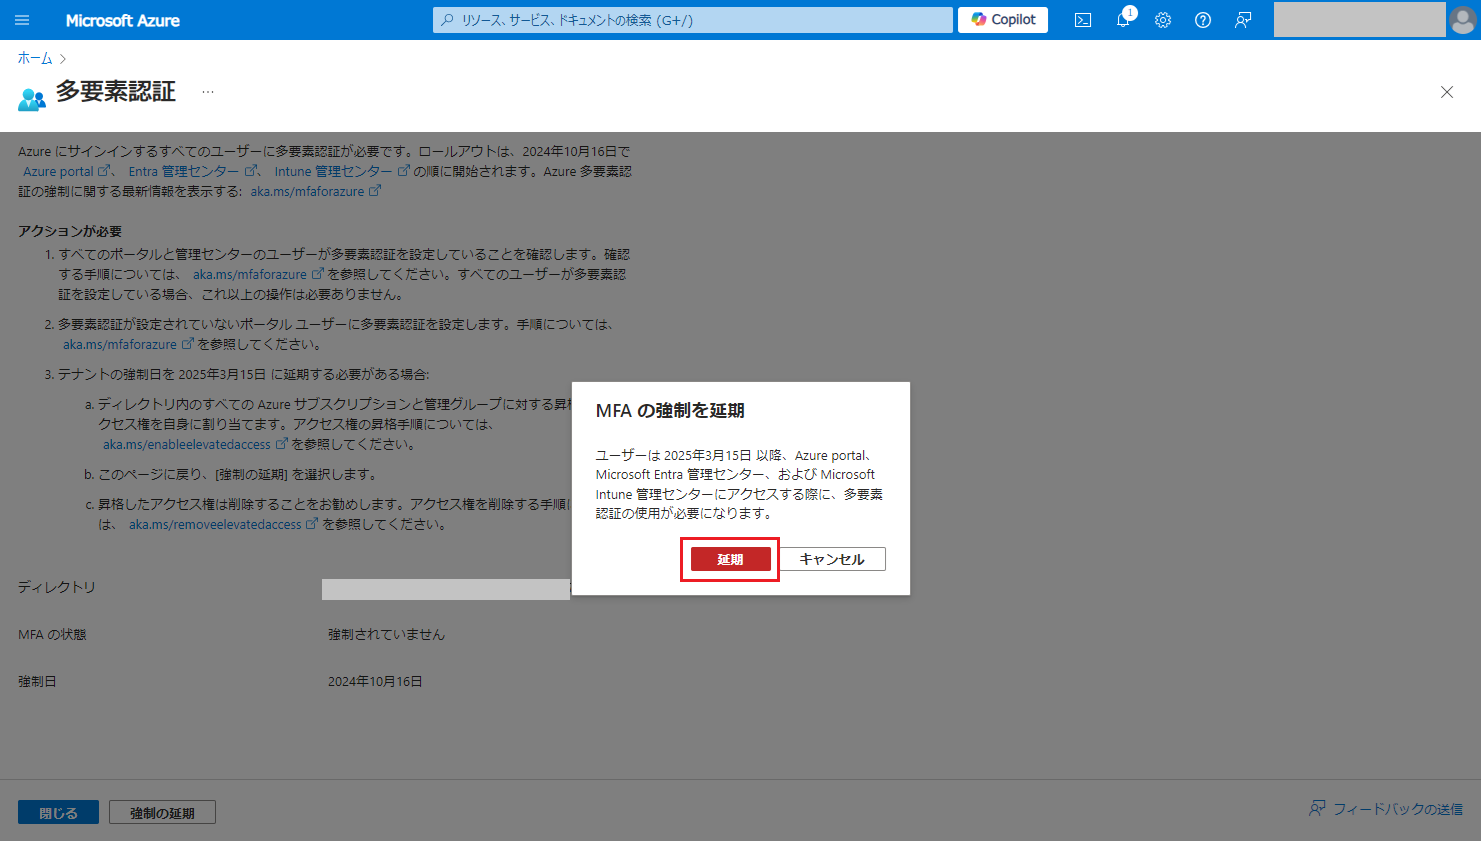 Microsoft Azure
リソース、サービス、ドキュメントの検索 (G+/)
Copilot
1
ホーム
多要素認証
…
Azure にサインインするすべてのユーザーに多要素認証が必要です。ロールアウトは、2024年10月16日で
Azure portal 、 Entra 管理センター 、 Intune 管理センター の順に開始されます。Azure 多要素認
証の強制に関する最新情報を表示する: aka.ms/mfaforazure
アクションが必要
1. すべてのポータルと管理センターのユーザーが多要素認証を設定していることを確認します。確認
する手順については、 aka.ms/mfaforazure を参照してください。すべてのユーザーが多要素認
証を設定している場合、これ以上の操作は必要ありません。
2. 多要素認証が設定されていないポータル ユーザーに多要素認証を設定します。手順については、
aka.ms/mfaforazure を参照してください。
3. テナントの強制日を 2025年3月15日 に延期する必要がある場合:
a. ディレクトリ内のすべての Azure サブスクリプションと管理グループに対する昇
クセス権を自身に割り当てます。アクセス権の昇格手順については、
aka.ms/enableelevatedaccess を参照してください。
b. このページに戻り、[強制の延期] を選択します。
c. 昇格したアクセス権は削除することをお勧めします。アクセス権を削除する手順に
は、 aka.ms/removeelevatedaccess を参照してください。
MFA の強制を延期
ユーザーは 2025年3月15日 以降、Azure portal、
Microsoft Entra 管理センター、および Microsoft
Intune 管理センターにアクセスする際に、多要素
認証の使用が必要になります。
延期
キャンセル
ディレクトリ
MFA の状態
強制されていません
強制日
2024年10月16日
閉じる
強制の延期
フィードバックの送信